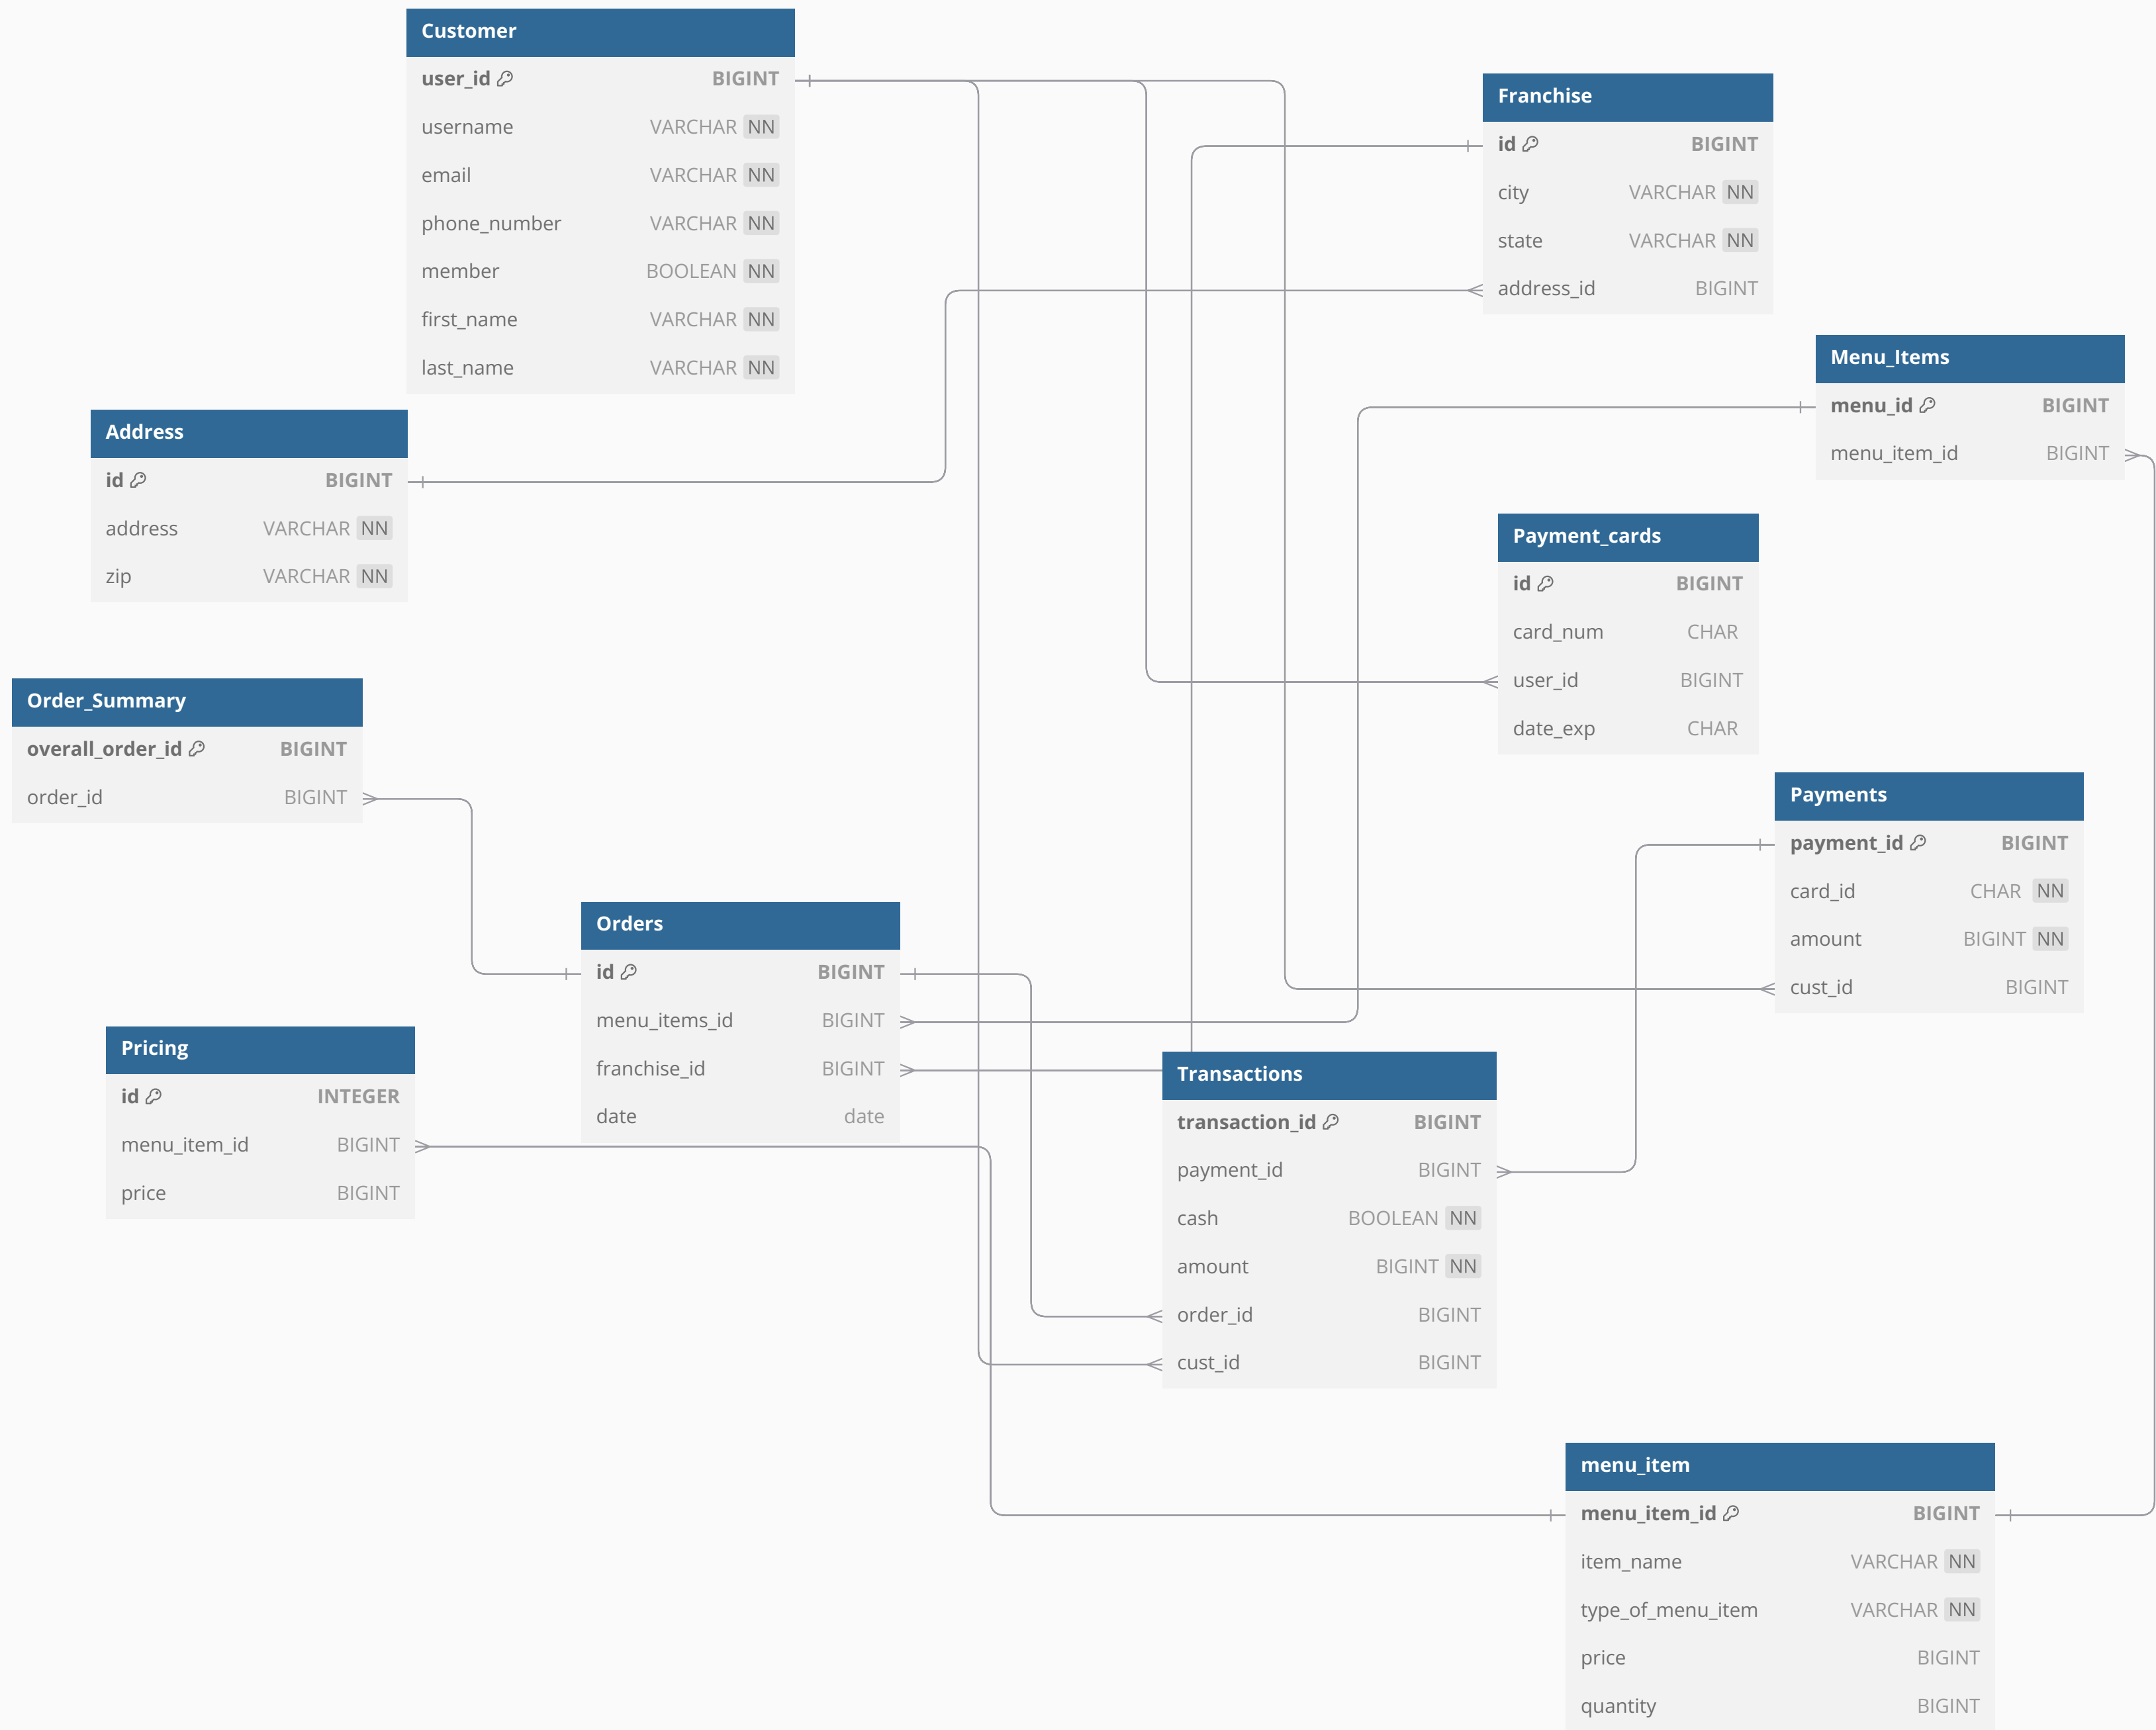 Customer
user_id BIGINT
username VARCHAR NN
email VARCHAR NN
phone_number VARCHAR NN
member BOOLEAN NN
first_name VARCHAR NN
last_name VARCHAR NN
Franchise
id BIGINT
city VARCHAR NN
state VARCHAR NN
address_id BIGINT
Menu_Items
menu_id BIGINT
menu_item_id BIGINT
Address
id BIGINT
address VARCHAR NN
zip VARCHAR NN
Payment_cards
id BIGINT
card_num CHAR
user_id BIGINT
date_exp CHAR
Order_Summary
overall_order_id BIGINT
order_id BIGINT
Payments
payment_id BIGINT
card_id CHAR NN
amount BIGINT NN
cust_id BIGINT
Orders
id BIGINT
menu_items_id BIGINT
franchise_id BIGINT
date date
Pricing
id INTEGER
menu_item_id BIGINT
price BIGINT
Transactions
transaction_id BIGINT
payment_id BIGINT
cash BOOLEAN NN
amount BIGINT NN
order_id BIGINT
cust_id BIGINT
menu_item
menu_item_id BIGINT
item_name VARCHAR NN
type_of_menu_item VARCHAR NN
price BIGINT
quantity BIGINT